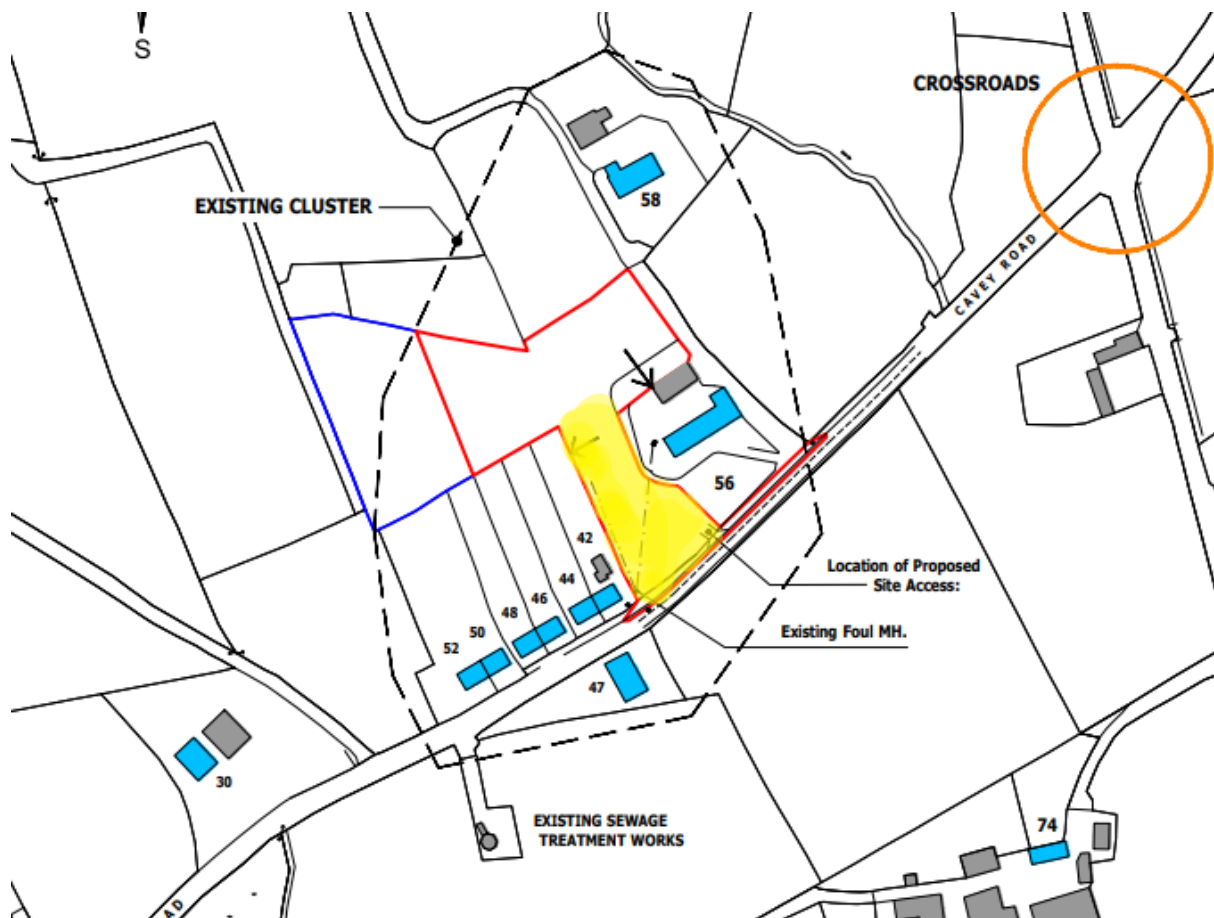 S
CROSSROADS
EXISTING CLUSTER
58
CAVEY ROAD
56
42
44
46
48
50
52
Location of Proposed
Site Access:
Existing Foul MH.
47
30
EXISTING SEWAGE
TREATMENT WORKS
74
AD